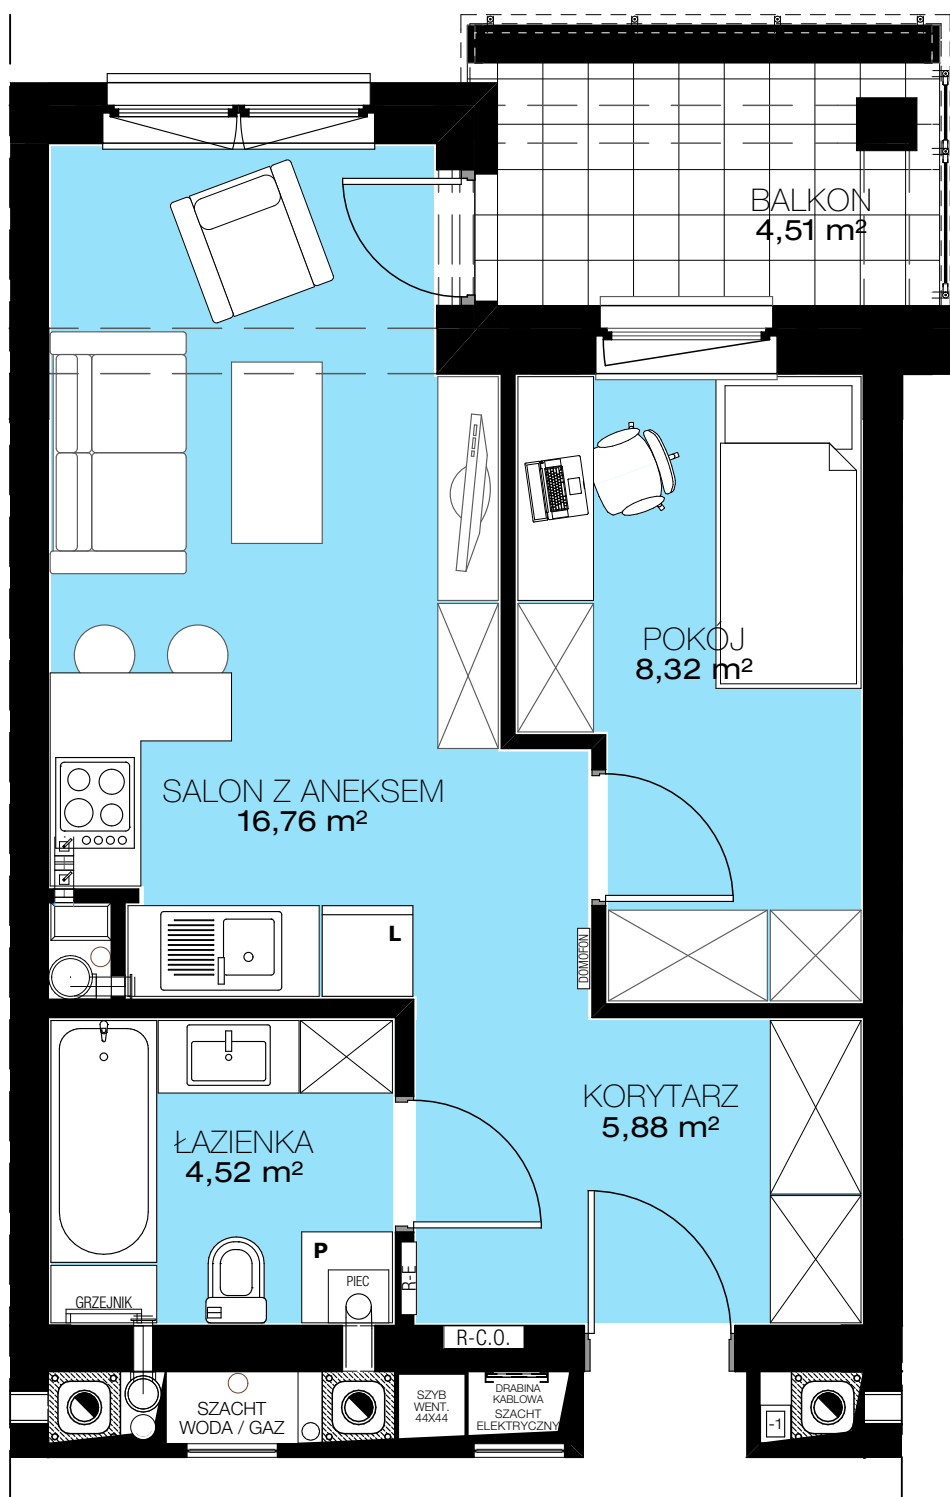 BALKON
4,51 m²
POKÓJ
8,32 m²
SALON Z ANEKSEM
16,76 m²
L
DOMOFON
KORYTARZ
5,88 m²
ŁAZIENKA
4,52 m²
P
PIEC
R-E
GRZEJNIK
R-C.O.
SZACHT
WODA / GAZ
SZYB
WENT.
44X44
DRABINA
KABLOWA
SZACHT
ELEKTRYCZNY
-1